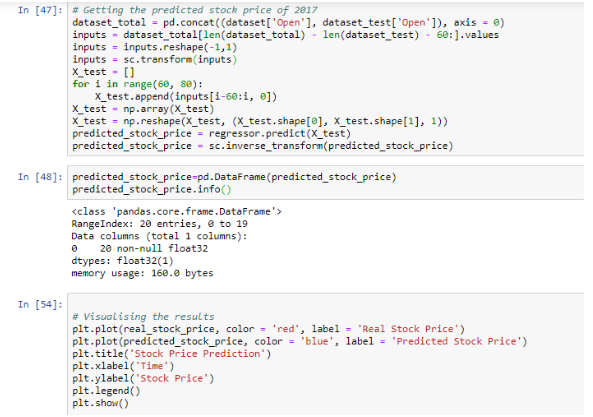 In [47]: # Getting the predicted stock price of 2017
dataset_total = pd.concat((dataset['Open'], dataset_test['Open']), axis = 0)
inputs = dataset_total[len(dataset_total) - len(dataset_test) - 60:].values
inputs = inputs.reshape(-1,1)
inputs = sc.transform(inputs)
X_test = []
for i in range(60, 80):
    X_test.append(inputs[i-60:i, 0])
X_test = np.array(X_test)
X_test = np.reshape(X_test, (X_test.shape[0], X_test.shape[1], 1))
predicted_stock_price = regressor.predict(X_test)
predicted_stock_price = sc.inverse_transform(predicted_stock_price)
In [48]: predicted_stock_price=pd.DataFrame(predicted_stock_price)
predicted_stock_price.info()
<class 'pandas.core.frame.DataFrame'>
RangeIndex: 20 entries, 0 to 19
Data columns (total 1 columns):
0    20 non-null float32
dtypes: float32(1)
memory usage: 160.0 bytes
In [54]:
# Visualising the results
plt.plot(real_stock_price, color = 'red', label = 'Real Stock Price')
plt.plot(predicted_stock_price, color = 'blue', label = 'Predicted Stock Price')
plt.title('Stock Price Prediction')
plt.xlabel('Time')
plt.ylabel('Stock Price')
plt.legend()
plt.show()